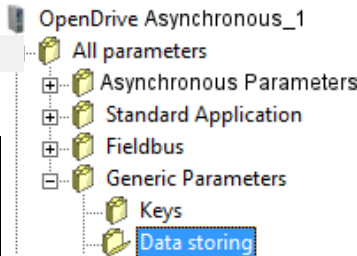 OpenDrive Asynchronous_1
All parameters
Asynchronous Parameters
Standard Application
Fieldbus
Generic Parameters
Keys
Data storing